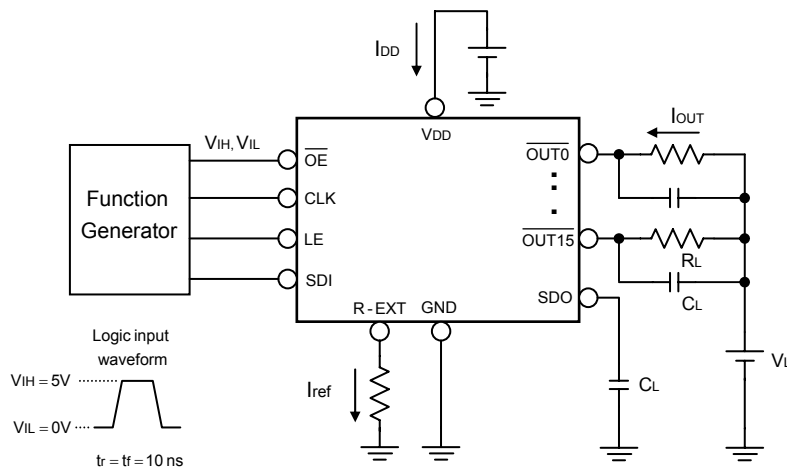 IDD
VDD
VIH, VIL
IOUT
Function
Generator
OE
CLK
LE
SDI
OUT0
OUT15
RL
CL
SDO
R-EXT GND
VL
CL
Iref
Logic input
waveform
VIH = 5V
VIL = 0V
tr = tf = 10 ns